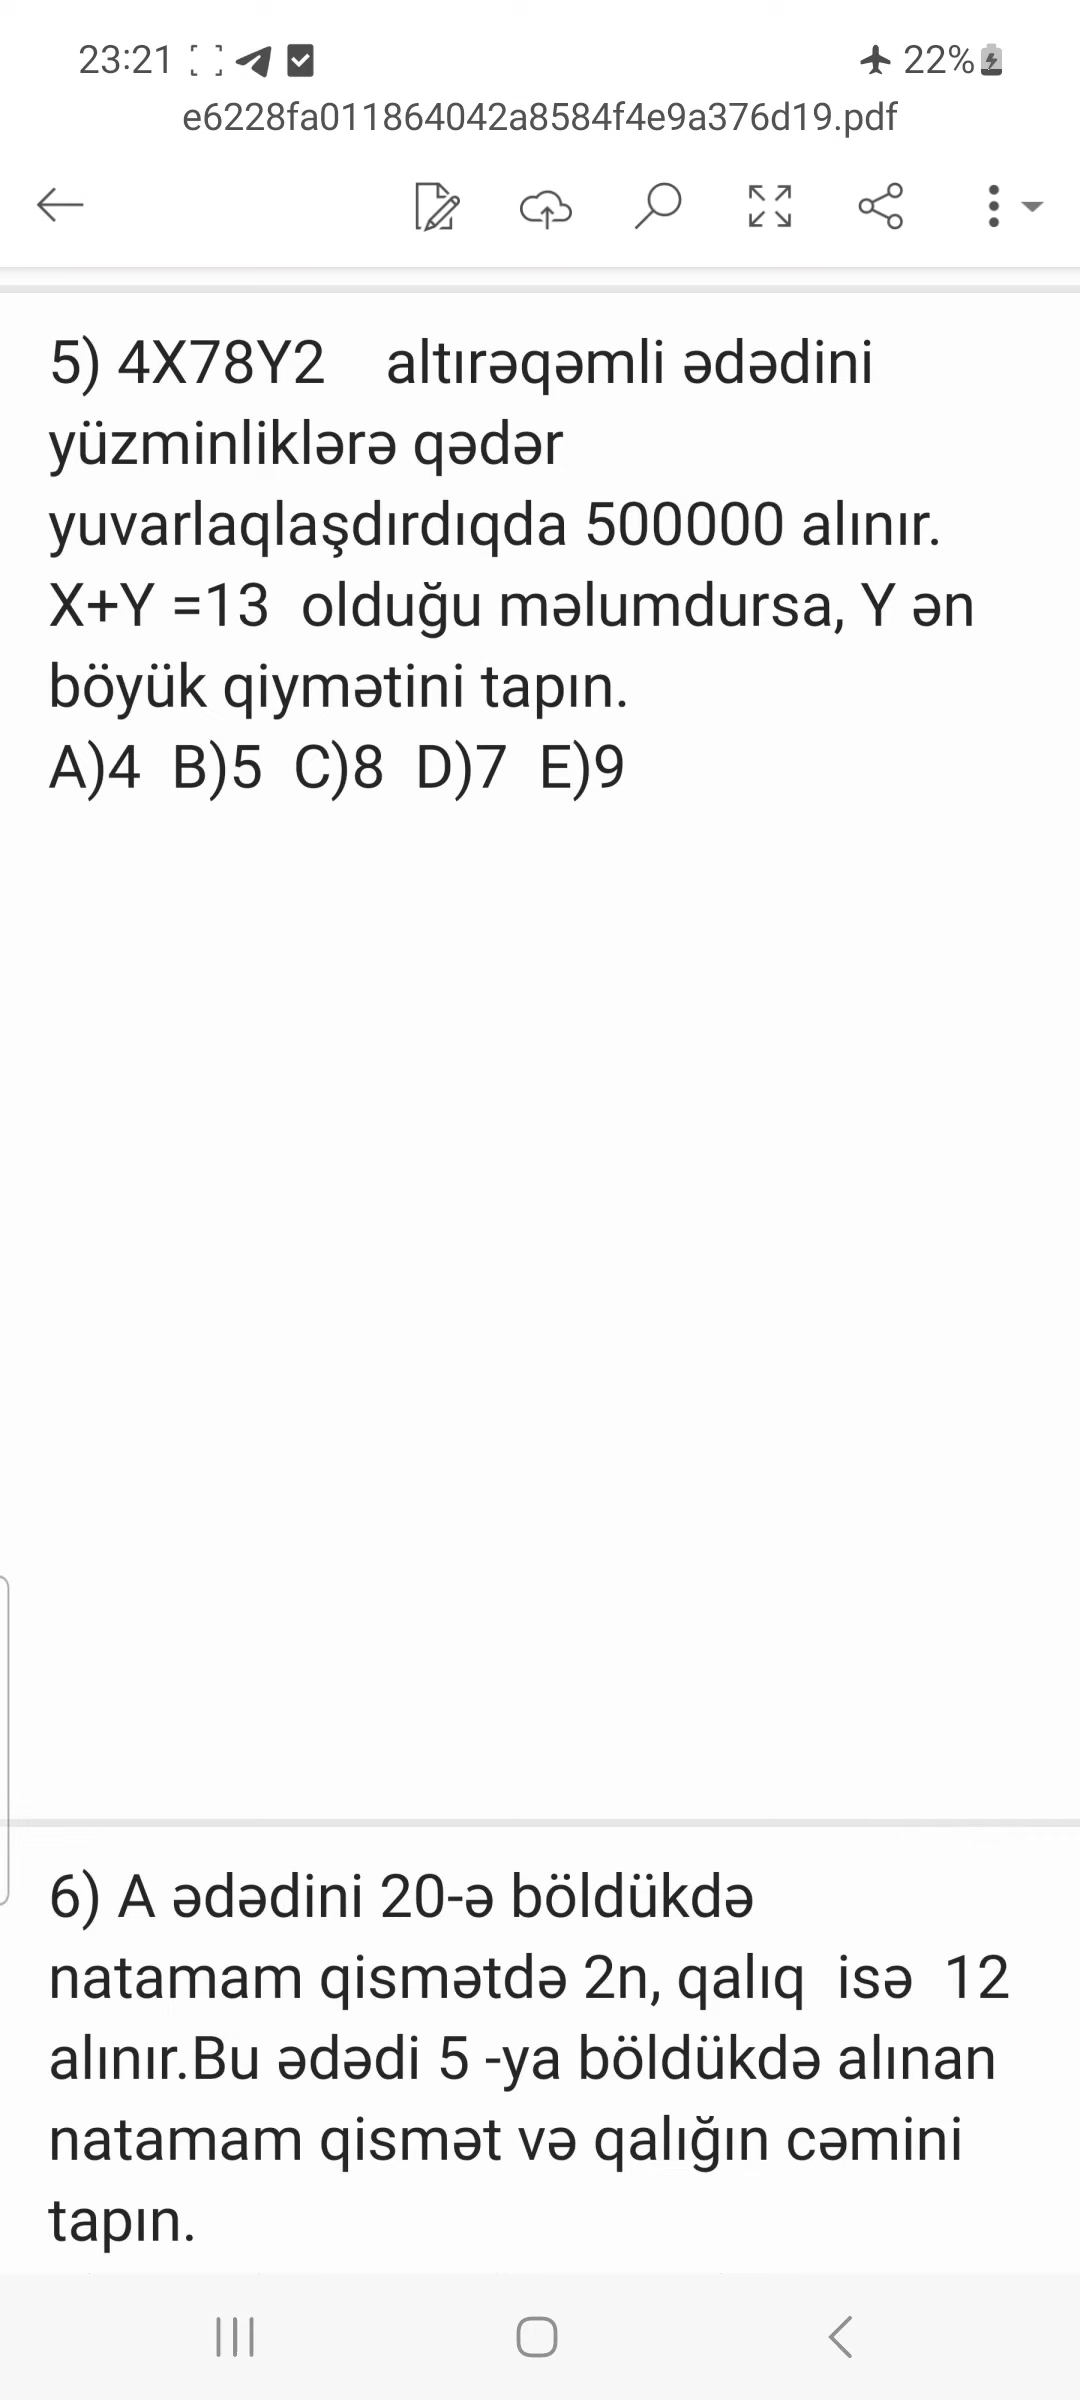 23:21 22%
e6228fa011864042a8584f4e9a376d19.pdf
5) 4X78Y2 altırəqəmli ədədini
yüzminliklərə qədər
yuvarlaqlaşdırdıqda 500000 alınır.
X+Y =13 olduğu məlumdursa, Y ən
böyük qiymətini tapın.
A)4 B)5 C)8 D)7 E)9
6) A ədədini 20-ə böldükdə
natamam qismətdə 2n, qalıq isə 12
alınır.Bu ədədi 5 -ya böldükdə alınan
natamam qismət və qalığın cəmini
tapın.